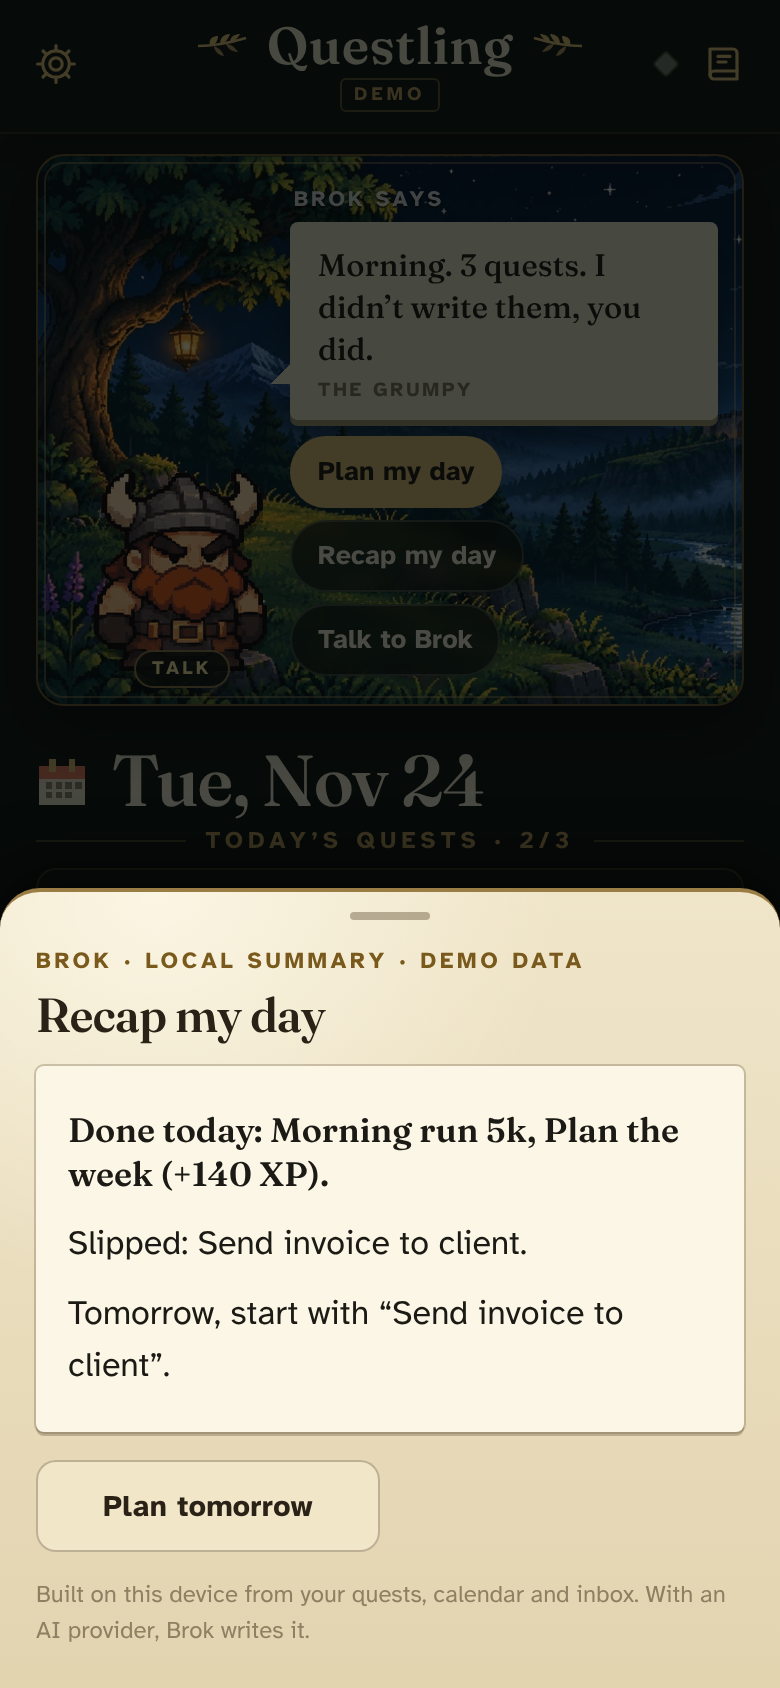 Questling
DEMO
BROK SAYS
Morning. 3 quests. I
didn’t write them, you
did.
THE GRUMPY
Plan my day
Recap my day
Talk to Brok
TALK
Tue, Nov 24
TODAY’S QUESTS · 2/3
BROK · LOCAL SUMMARY · DEMO DATA
Recap my day
Done today: Morning run 5k, Plan the
week (+140 XP).
Slipped: Send invoice to client.
Tomorrow, start with “Send invoice to
client”.
Plan tomorrow
Built on this device from your quests, calendar and inbox. With an
AI provider, Brok writes it.